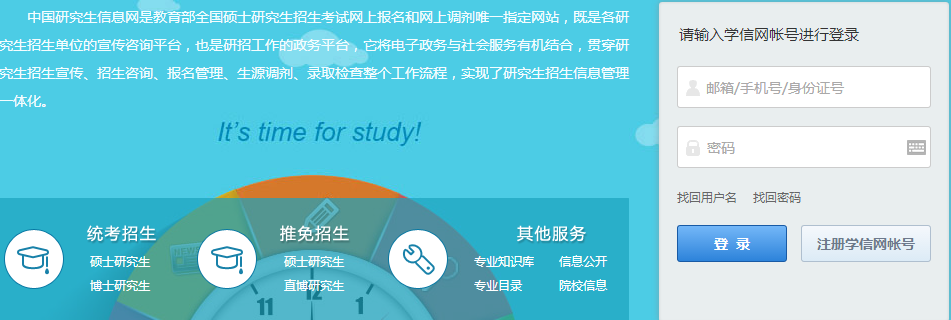 中国研究生信息网是教育部全国硕士研究生招生考试网上报名和网上调剂唯一指定网站，既是各研
究生招生单位的宣传咨询平台，也是研招工作的政务平台，它将电子政务与社会服务有机结合，贯穿研
究生招生宣传、招生咨询、报名管理、生源调剂、录取检查整个工作流程，实现了研究生招生信息管理
一体化。
It's time for study!
统考招生
硕士研究生
博士研究生
推免招生
硕士研究生
直博研究生
其他服务
专业知识库 信息公开
专业目录 院校信息
11 12 1
请输入学信网帐号进行登录
邮箱/手机号/身份证号
密码
找回用户名 找回密码
登 录 注册学信网帐号